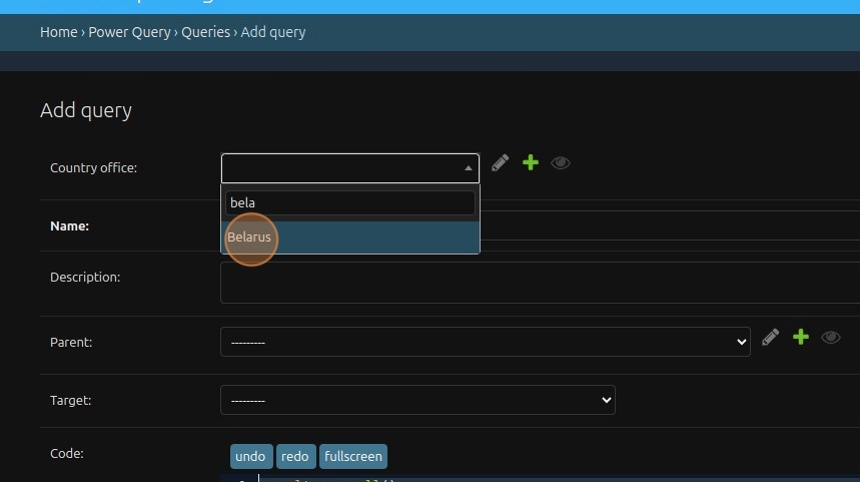 Home › Power Query › Queries › Add query
Add query
Country office:
bela
Belarus
Name:
Description:
Parent:
---------
Target:
---------
Code:
undo redo fullscreen